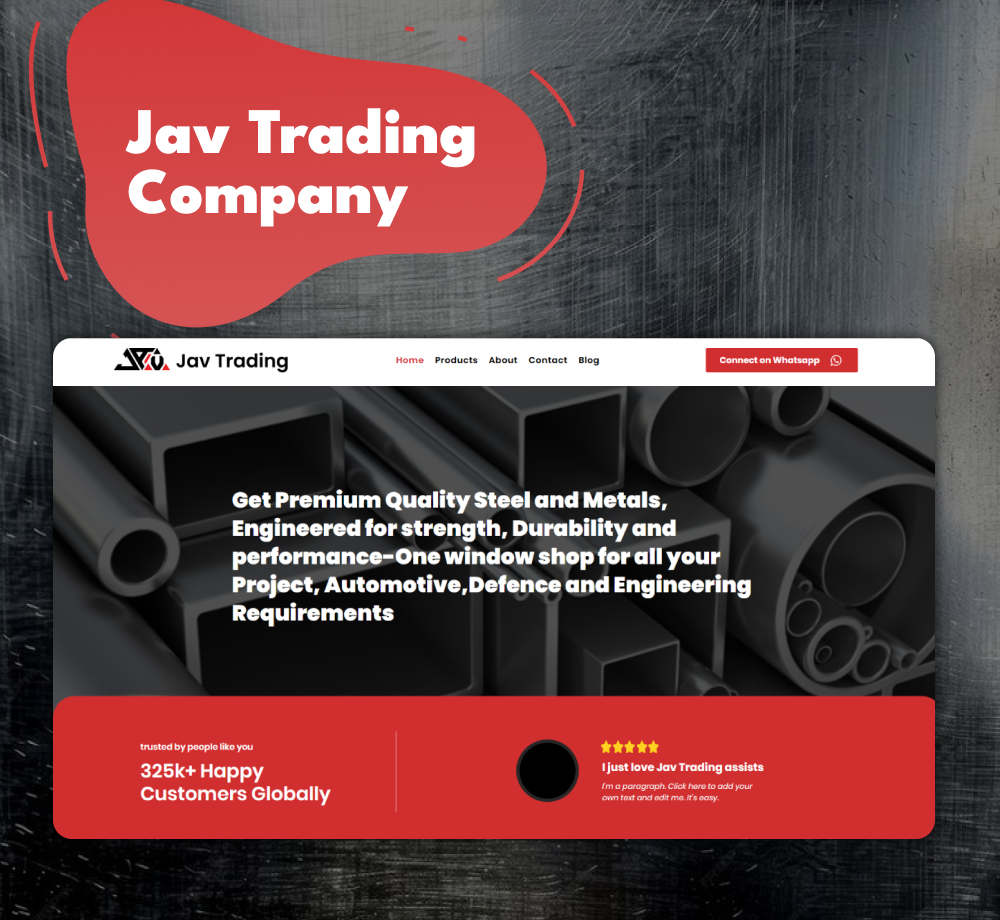 Jav Trading
Company
Jav Trading
Home Products About Contact Blog
Connect on Whatsapp
Get Premium Quality Steel and Metals,
Engineered for strength, Durability and
performance-One window shop for all your
Project, Automotive,Defence and Engineering
Requirements
trusted by people like you
325k+ Happy
Customers Globally
I just love Jav Trading assists
I'm a paragraph. Click here to add your
own text and edit me. It's easy.